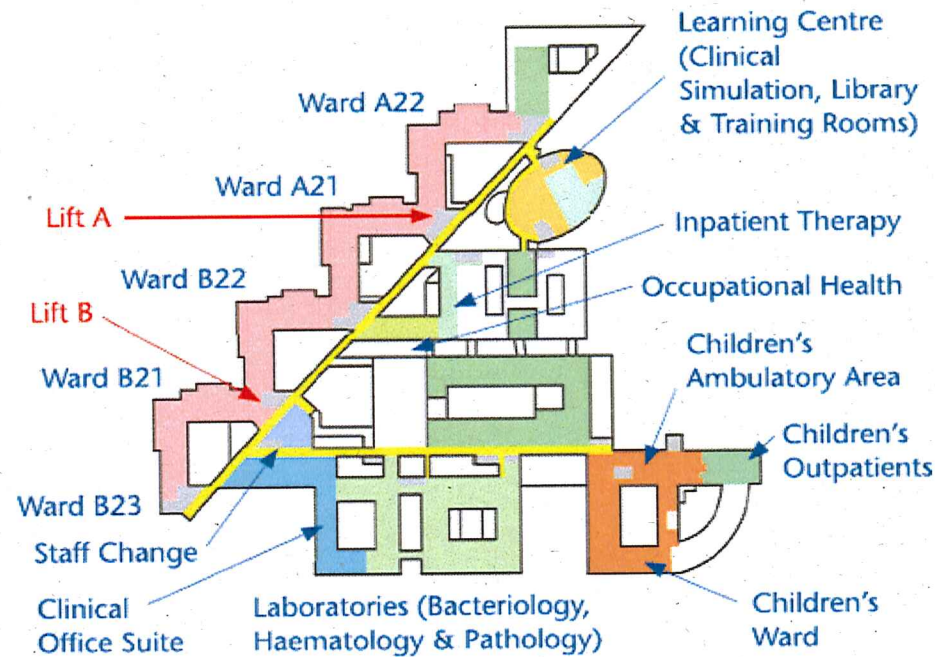 Learning Centre
(Clinical
Simulation, Library
& Training Rooms)
Ward A22
Ward A21
Lift A
Inpatient Therapy
Ward B22
Occupational Health
Lift B
Children's
Ambulatory Area
Ward B21
Children's
Outpatients
Ward B23
Staff Change
Clinical
Office Suite
Laboratories (Bacteriology,
Haematology & Pathology)
Children's
Ward